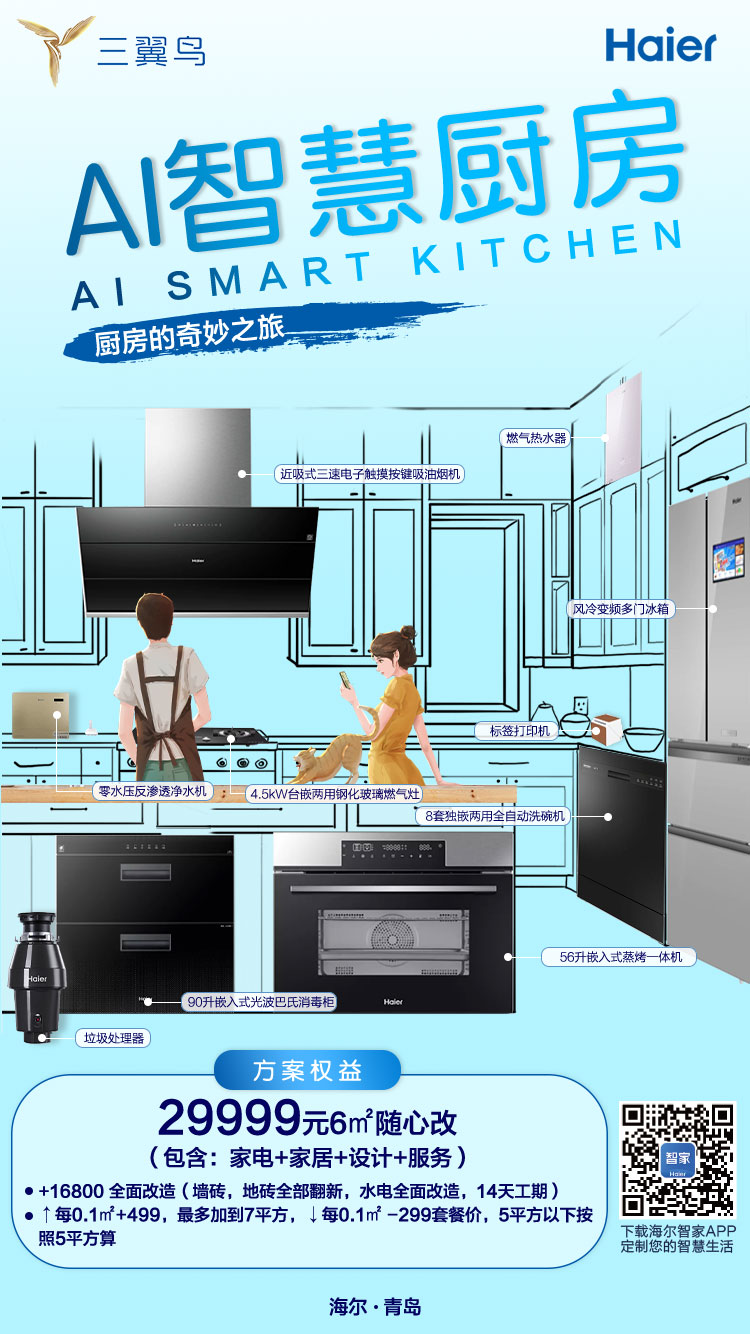 三翼鸟
Haier
AI智慧厨房
AI SMART KITCHEN
厨房的奇妙之旅
燃气热水器
近吸式三速电子触摸按键吸油烟机
Haier
风冷变频多门冰箱
标签打印机
零水压反渗透净水机
4.5kW台嵌两用钢化玻璃燃气灶
8套独嵌两用全自动洗碗机
56升嵌入式蒸烤一体机
Haier
Haier
90升嵌入式光波巴氏消毒柜
垃圾处理器
方案权益
29999元6㎡随心改
（包含：家电+家居+设计+服务）
• +16800 全面改造（墙砖，地砖全部翻新，水电全面改造，14天工期）
• ↑每0.1㎡+499，最多加到7平方，↓每0.1㎡ -299套餐价，5平方以下按
照5平方算
智家
Haier
下载海尔智家APP
定制您的智慧生活
海尔·青岛